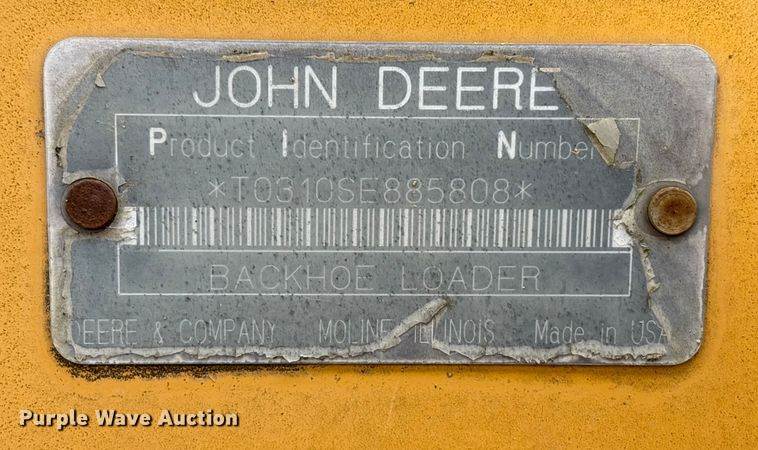 JOHN DEERE
Product Identification Number
*T0310SE885808*
BACKHOE LOADER
DEERE & COMPANY MOLINE ILLINOIS Made in USA
Purple Wave Auction